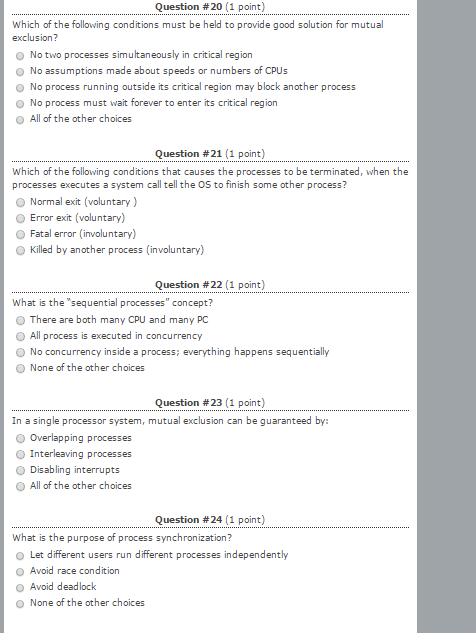 Question #20 (1 point)
Which of the following conditions must be held to provide good solution for mutual
exclusion?
No two processes simultaneously in critical region
No assumptions made about speeds or numbers of CPUs
No process running outside its critical region may block another process
No process must wait forever to enter its critical region
All of the other choices
Question #21 (1 point)
Which of the following conditions that causes the processes to be terminated, when the
processes executes a system call tell the OS to finish some other process?
Normal exit (voluntary )
Error exit (voluntary)
Fatal error (involuntary)
Killed by another process (involuntary)
Question #22 (1 point)
What is the "sequential processes" concept?
There are both many CPU and many PC
All process is executed in concurrency
No concurrency inside a process; everything happens sequentially
None of the other choices
Question #23 (1 point)
In a single processor system, mutual exclusion can be guaranteed by:
Overlapping processes
Interleaving processes
Disabling interrupts
All of the other choices
Question #24 (1 point)
What is the purpose of process synchronization?
Let different users run different processes independently
Avoid race condition
Avoid deadlock
None of the other choices